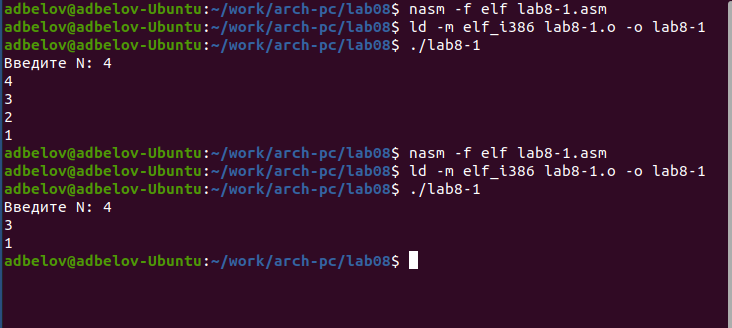 adbelov@adbelov-Ubuntu:~/work/arch-pc/lab08$ nasm -f elf lab8-1.asm
adbelov@adbelov-Ubuntu:~/work/arch-pc/lab08$ ld -m elf_i386 lab8-1.o -o lab8-1
adbelov@adbelov-Ubuntu:~/work/arch-pc/lab08$ ./lab8-1
Введите N: 4
4
3
2
1
adbelov@adbelov-Ubuntu:~/work/arch-pc/lab08$ nasm -f elf lab8-1.asm
adbelov@adbelov-Ubuntu:~/work/arch-pc/lab08$ ld -m elf_i386 lab8-1.o -o lab8-1
adbelov@adbelov-Ubuntu:~/work/arch-pc/lab08$ ./lab8-1
Введите N: 4
3
1
adbelov@adbelov-Ubuntu:~/work/arch-pc/lab08$